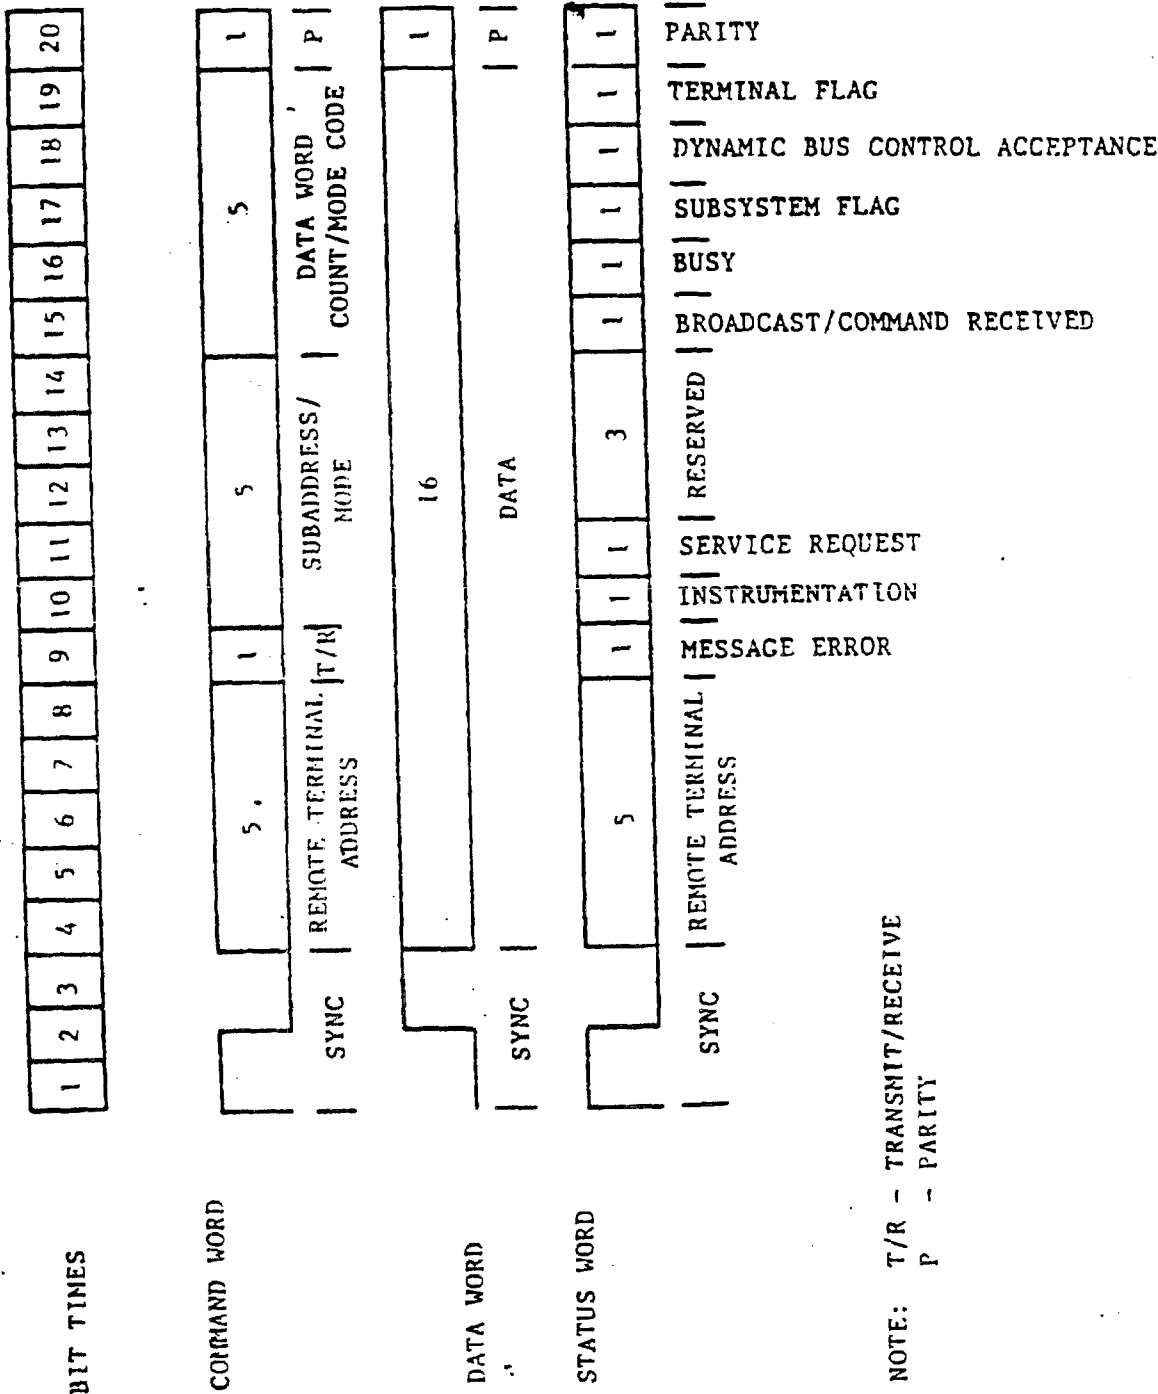 BIT TIMES
1 2 3 4 5 6 7 8 9 10 11 12 13 14 15 16 17 18 19 20
COMMAND WORD
5 1 5 5 1
SYNC
REMOTE TERMINAL
ADDRESS
T/R
SUBADDRESS/
MODE
DATA WORD
COUNT/MODE CODE
P
DATA WORD
16 1
SYNC
DATA
P
STATUS WORD
5 1 1 1 3 1 1 1 1 1 1
SYNC
REMOTE TERMINAL
ADDRESS
MESSAGE ERROR
INSTRUMENTATION
SERVICE REQUEST
RESERVED
BROADCAST/COMMAND RECEIVED
BUSY
SUBSYSTEM FLAG
DYNAMIC BUS CONTROL ACCEPTANCE
TERMINAL FLAG
PARITY
NOTE: T/R - TRANSMIT/RECEIVE
P - PARITY